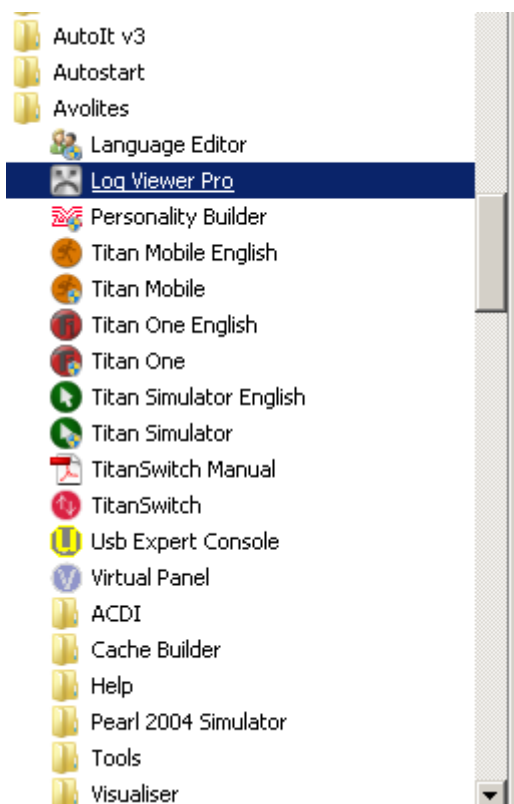 AutoIt v3
Autostart
Avolites
Language Editor
Log Viewer Pro
Personality Builder
Titan Mobile English
Titan Mobile
Titan One English
Titan One
Titan Simulator English
Titan Simulator
TitanSwitch Manual
TitanSwitch
Usb Expert Console
Virtual Panel
ACDI
Cache Builder
Help
Pearl 2004 Simulator
Tools
Visualiser